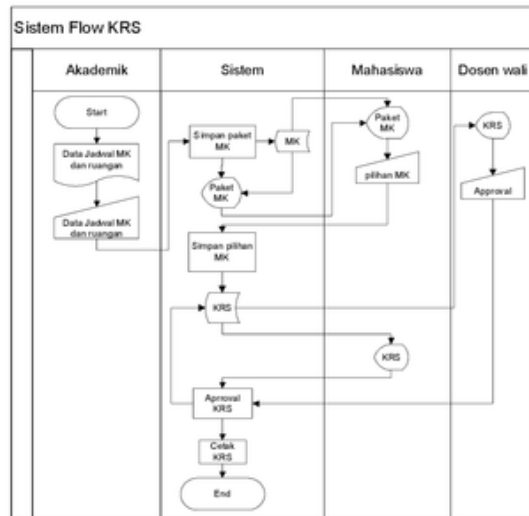 Sistem Flow KRS
Akademik
Sistem
Mahasiswa
Dosen wali
Start
Data Jadwal MK
dan ruangan
Data Jadwal MK
dan ruangan
Simpan paket
MK
MK
Paket
MK
Simpan pilihan
MK
KRS
Aprroval
KRS
Cetak
KRS
End
Paket
MK
pilihan MK
KRS
KRS
Approval